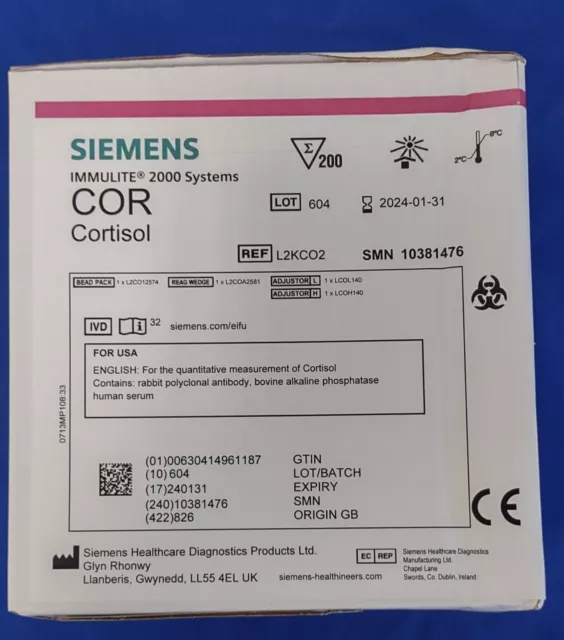 SIEMENS
IMMULITE® 2000 Systems
COR
Cortisol
Σ
200
2°C
8°C
LOT 604
2024-01-31
REF L2KCO2
SMN 10381476
BEAD PACK 1 x L2CO12574
REAG WEDGE 1 x L2COA2581
ADJUSTOR L 1 x LCOL140
ADJUSTOR H 1 x LCOH140
IVD i 32 siemens.com/eifu
FOR USA
ENGLISH: For the quantitative measurement of Cortisol
Contains: rabbit polyclonal antibody, bovine alkaline phosphatase
human serum
0713MP108:33
(01)00630414961187 GTIN
(10)604 LOT/BATCH
(17)240131 EXPIRY
(240)10381476 SMN
(422)826 ORIGIN GB
CE
Siemens Healthcare Diagnostics Products Ltd.
Glyn Rhonwy
Llanberis, Gwynedd, LL55 4EL UK
siemens-healthineers.com
EC REP
Siemens Healthcare Diagnostics
Manufacturing Ltd.
Chapel Lane
Swords, Co. Dublin, Ireland